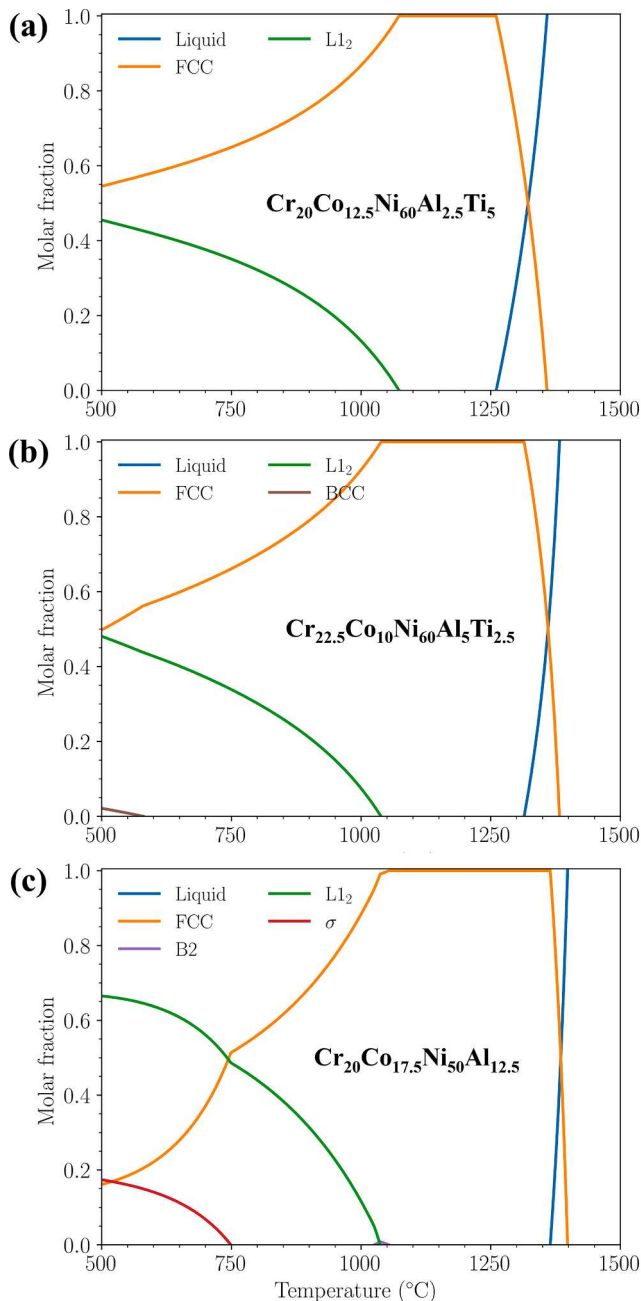 (a)
Liquid L1₂
FCC
1.0
0.8
0.6
0.4
0.2
0.0
Molar fraction
Cr₂₀Co₁₂.₅Ni₆₀Al₂.₅Ti₅
500 750 1000 1250 1500
(b)
Liquid L1₂
FCC BCC
1.0
0.8
0.6
0.4
0.2
0.0
Molar fraction
Cr₂₂.₅Co₁₀Ni₆₀Al₅Ti₂.₅
500 750 1000 1250 1500
(c)
Liquid L1₂
FCC σ
B2
1.0
0.8
0.6
0.4
0.2
0.0
Molar fraction
Cr₂₀Co₁₇.₅Ni₅₀Al₁₂.₅
500 750 1000 1250 1500
Temperature (°C)